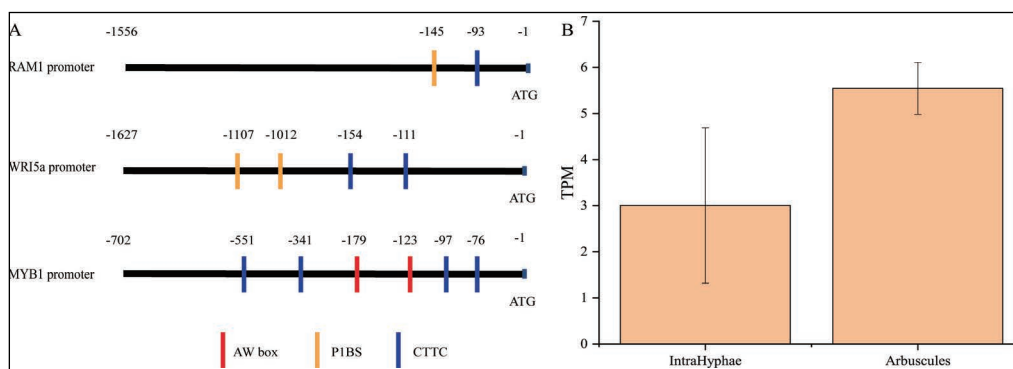 A
-1556 -145 -93 -1
RAM1 promoter
ATG
-1627 -1107 -1012 -154 -111 -1
WRI5a promoter
ATG
-702 -551 -341 -179 -123 -97 -76 -1
MYB1 promoter
ATG
AW box P1BS CTTC
B
7
6
5
4
3
2
1
0
TPM
IntraHyphae Arbuscules